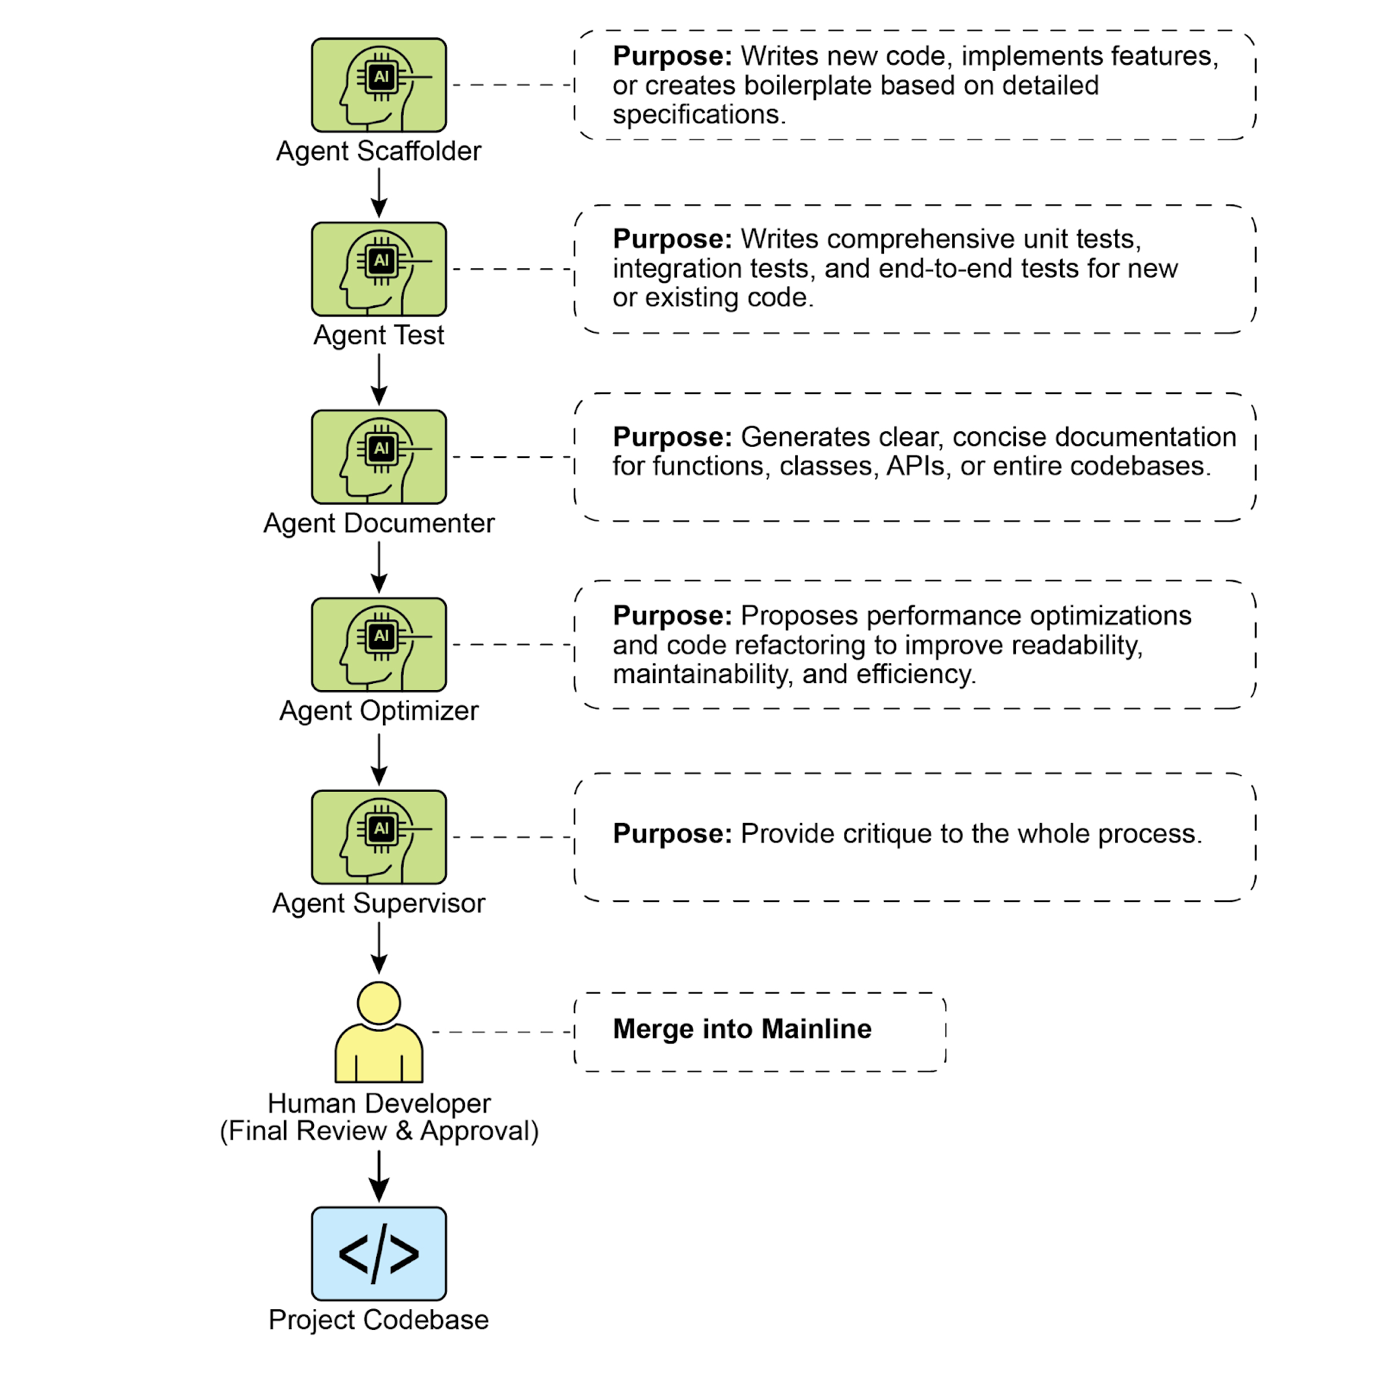 AI
Purpose: Writes new code, implements features,
or creates boilerplate based on detailed
specifications.
Agent Scaffolder
AI
Purpose: Writes comprehensive unit tests,
integration tests, and end-to-end tests for new
or existing code.
Agent Test
AI
Purpose: Generates clear, concise documentation
for functions, classes, APIs, or entire codebases.
Agent Documenter
AI
Purpose: Proposes performance optimizations
and code refactoring to improve readability,
maintainability, and efficiency.
Agent Optimizer
AI
Purpose: Provide critique to the whole process.
Agent Supervisor
Merge into Mainline
Human Developer
(Final Review & Approval)
</>
Project Codebase